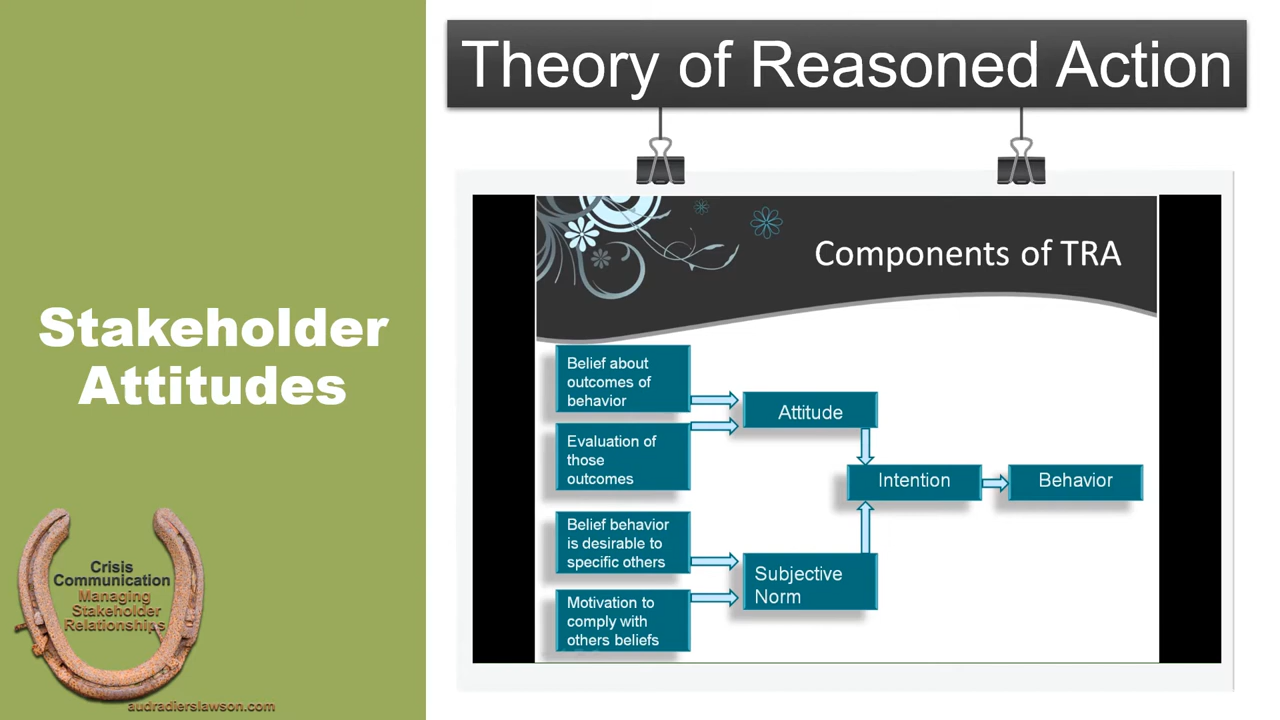 Theory of Reasoned Action
Stakeholder
Attitudes
Crisis
Communication
Managing
Stakeholder
Relationships
audradierslawson.com
Components of TRA
Belief about
outcomes of
behavior
Evaluation of
those
outcomes
Attitude
Intention
Behavior
Belief behavior
is desirable to
specific others
Motivation to
comply with
others beliefs
Subjective
Norm